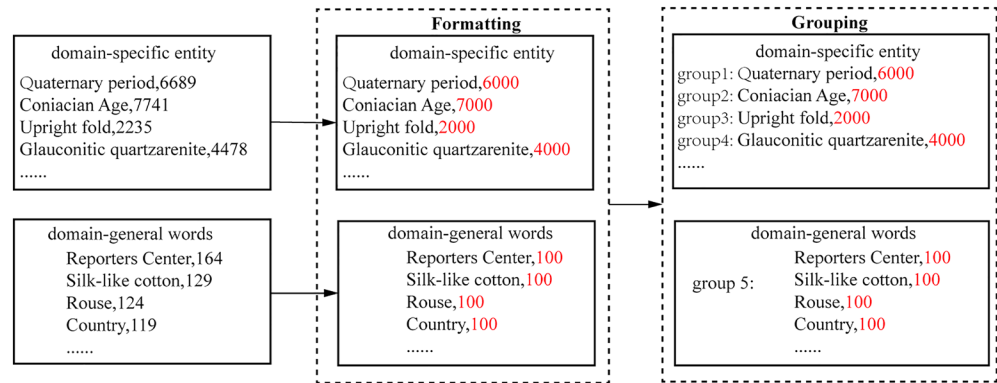 domain-specific entity
Quaternary period,6689
Coniacian Age,7741
Upright fold,2235
Glauconitic quartzarenite,4478
......
domain-general words
Reporters Center,164
Silk-like cotton,129
Rouse,124
Country,119
......
Formatting
domain-specific entity
Quaternary period,6000
Coniacian Age,7000
Upright fold,2000
Glauconitic quartzarenite,4000
......
domain-general words
Reporters Center,100
Silk-like cotton,100
Rouse,100
Country,100
......
Grouping
domain-specific entity
group1: Quaternary period,6000
group2: Coniacian Age,7000
group3: Upright fold,2000
group4: Glauconitic quartzarenite,4000
......
domain-general words
group 5:
Reporters Center,100
Silk-like cotton,100
Rouse,100
Country,100
......